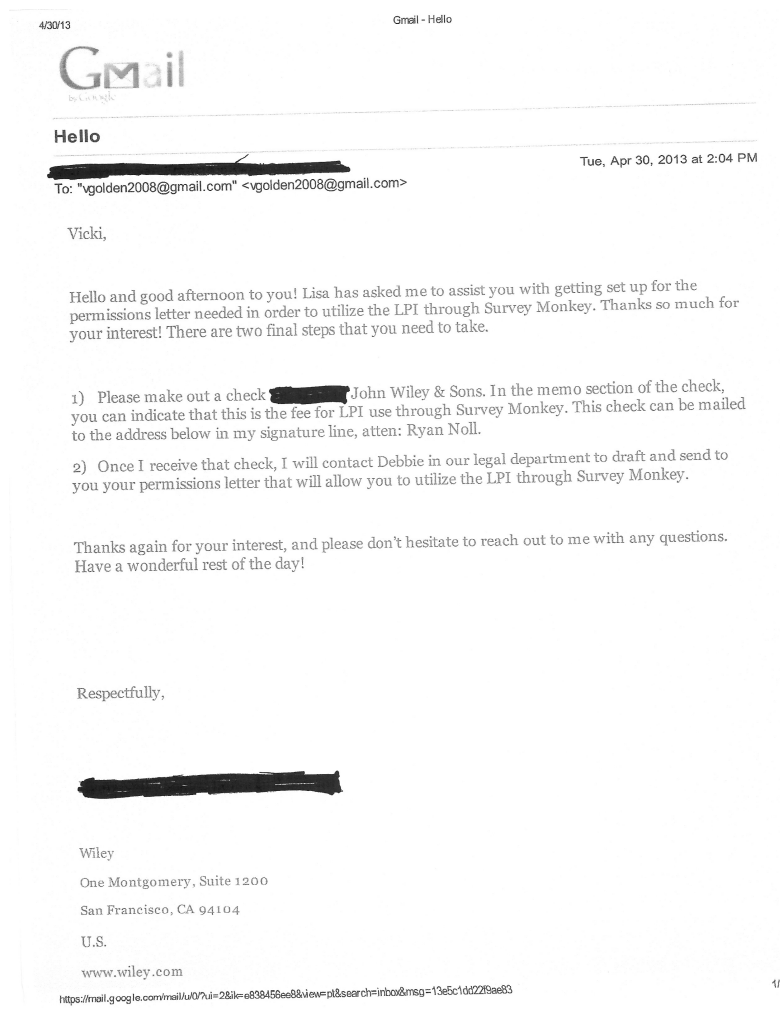 4/30/13
Gmail - Hello
Gmail
by Google
Hello
Tue, Apr 30, 2013 at 2:04 PM
To: "vgolden2008@gmail.com" <vgolden2008@gmail.com>
Vicki,
Hello and good afternoon to you! Lisa has asked me to assist you with getting set up for the
permissions letter needed in order to utilize the LPI through Survey Monkey. Thanks so much for
your interest! There are two final steps that you need to take.
1) Please make out a check John Wiley & Sons. In the memo section of the check,
you can indicate that this is the fee for LPI use through Survey Monkey. This check can be mailed
to the address below in my signature line, atten: Ryan Noll.
2) Once I receive that check, I will contact Debbie in our legal department to draft and send to
you your permissions letter that will allow you to utilize the LPI through Survey Monkey.
Thanks again for your interest, and please don't hesitate to reach out to me with any questions.
Have a wonderful rest of the day!
Respectfully,
Wiley
One Montgomery, Suite 1200
San Francisco, CA 94104
U.S.
www.wiley.com
https://mail.google.com/mail/u/0/?ui=2&ik=e838456ee8&view=pt&search=inbox&msg=13e5c1dd22f9ae83
1/